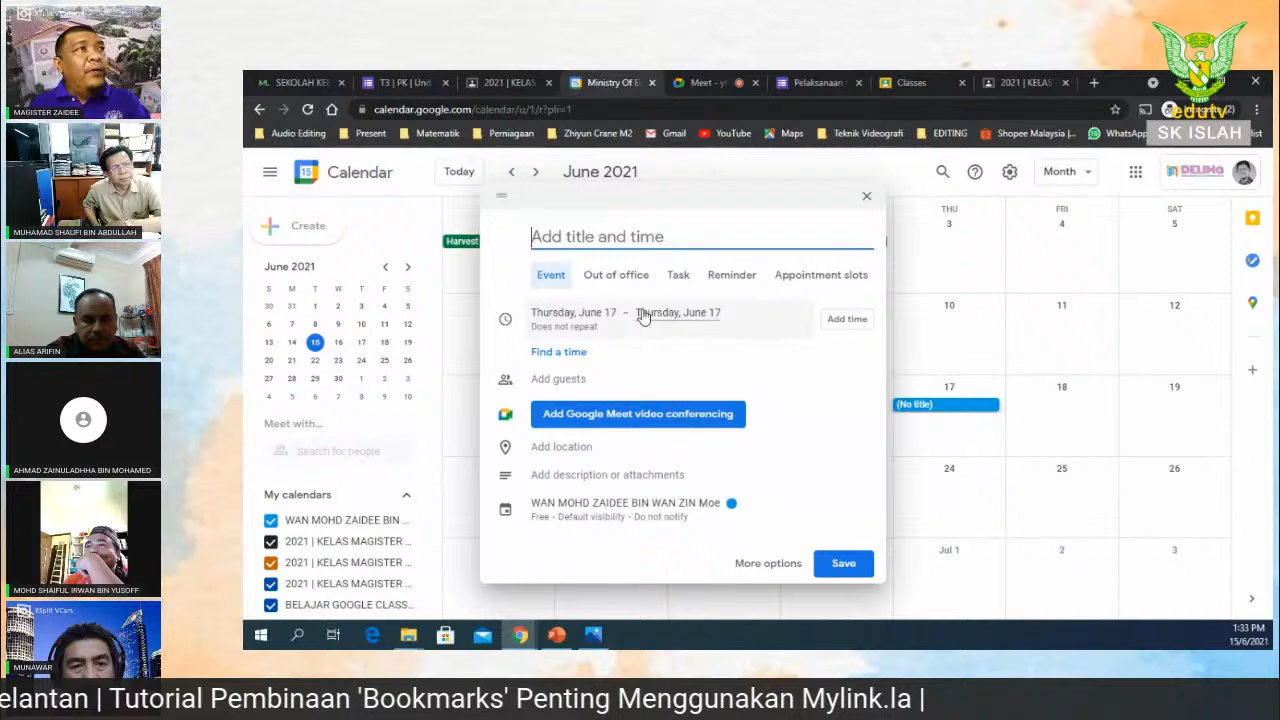 XSplit VCam
MAGISTER ZAIDEE
MUHAMAD SHAUFI BIN ABDULLAH
ALIAS ARIFIN
AHMAD ZAINULADHHA BIN MOHAMED
MOHD SHAIFUL IRWAN BIN YUSOFF
XSplit VCam
MUNAWAR
edutv
SK ISLAH
SEKOLAH KEE
T3 | PK | Unit
2021 | KELAS
Ministry Of E
Meet - y
Pelaksanaan
Classes
2021 | KELAS
calendar.google.com/calendar/u/1/r?pli=1
Audio Editing
Present
Matematik
Perniagaan
Zhiyun Crane M2
Gmail
YouTube
Maps
Teknik Videografi
EDITING
Shopee Malaysia |...
WhatsApp
Calendar
Today
June 2021
Month
DELIMa
Create
June 2021
S M T W T F S
30 31 1 2 3 4 5
6 7 8 9 10 11 12
13 14 15 16 17 18 19
20 21 22 23 24 25 26
27 28 29 30 1 2 3
4 5 6 7 8 9 10
Meet with...
Search for people
My calendars
WAN MOHD ZAIDEE BIN ...
2021 | KELAS MAGISTER ...
2021 | KELAS MAGISTER ...
2021 | KELAS MAGISTER ...
BELAJAR GOOGLE CLASS...
Harvest
Add title and time
Event
Out of office
Task
Reminder
Appointment slots
Thursday, June 17 – Thursday, June 17
Does not repeat
Add time
Find a time
Add guests
Add Google Meet video conferencing
Add location
Add description or attachments
WAN MOHD ZAIDEE BIN WAN ZIN Moe
Free • Default visibility • Do not notify
More options
Save
THU FRI SAT
3 4 5
10 11 12
17 18 19
(No title)
24 25 26
Jul 1 2 3
1:33 PM
15/6/2021
elantan | Tutorial Pembinaan 'Bookmarks' Penting Menggunakan Mylink.la |